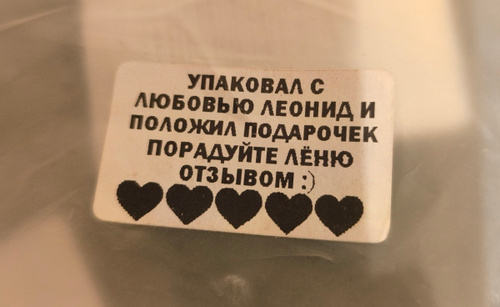 УПАКОВАЛ С
ЛЮБОВЬЮ ЛЕОНИД И
ПОЛОЖИЛ ПОДАРОЧЕК
ПОРАДУЙТЕ ЛЁНЮ
ОТЗЫВОМ :)